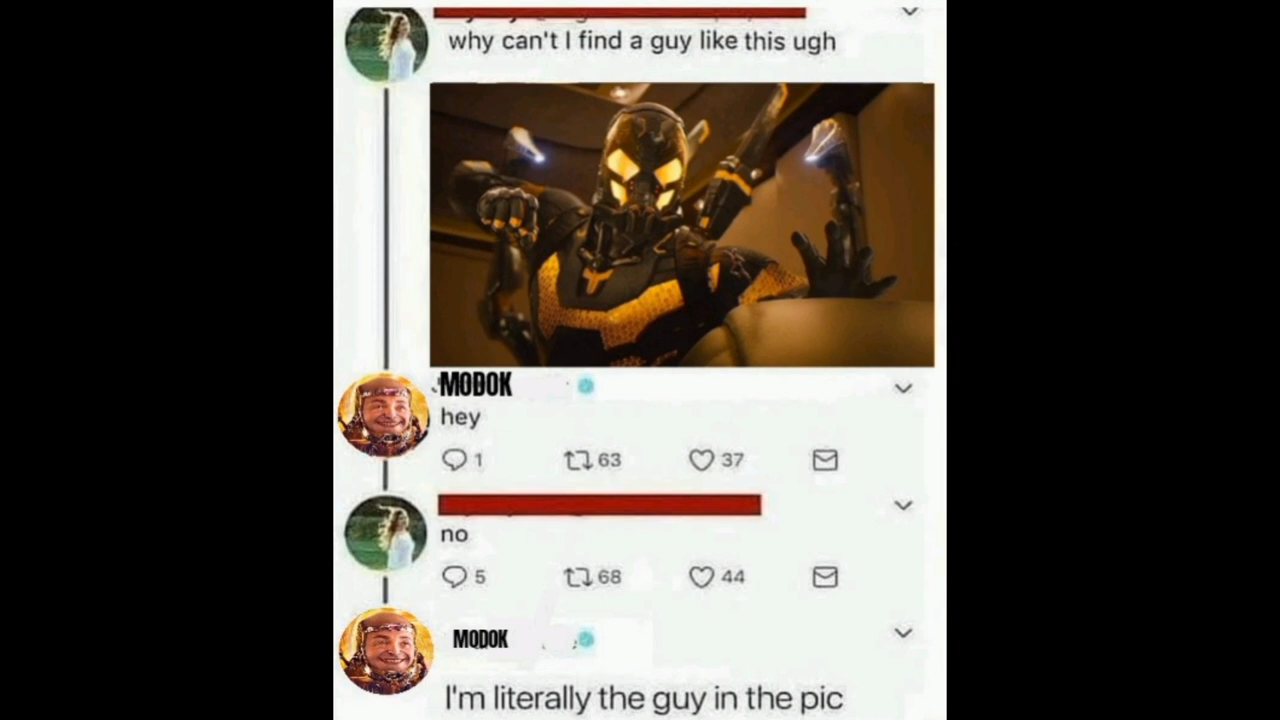 why can't I find a guy like this ugh
MODOK
hey
1 63 37
no
5 68 44
MODOK
I'm literally the guy in the pic